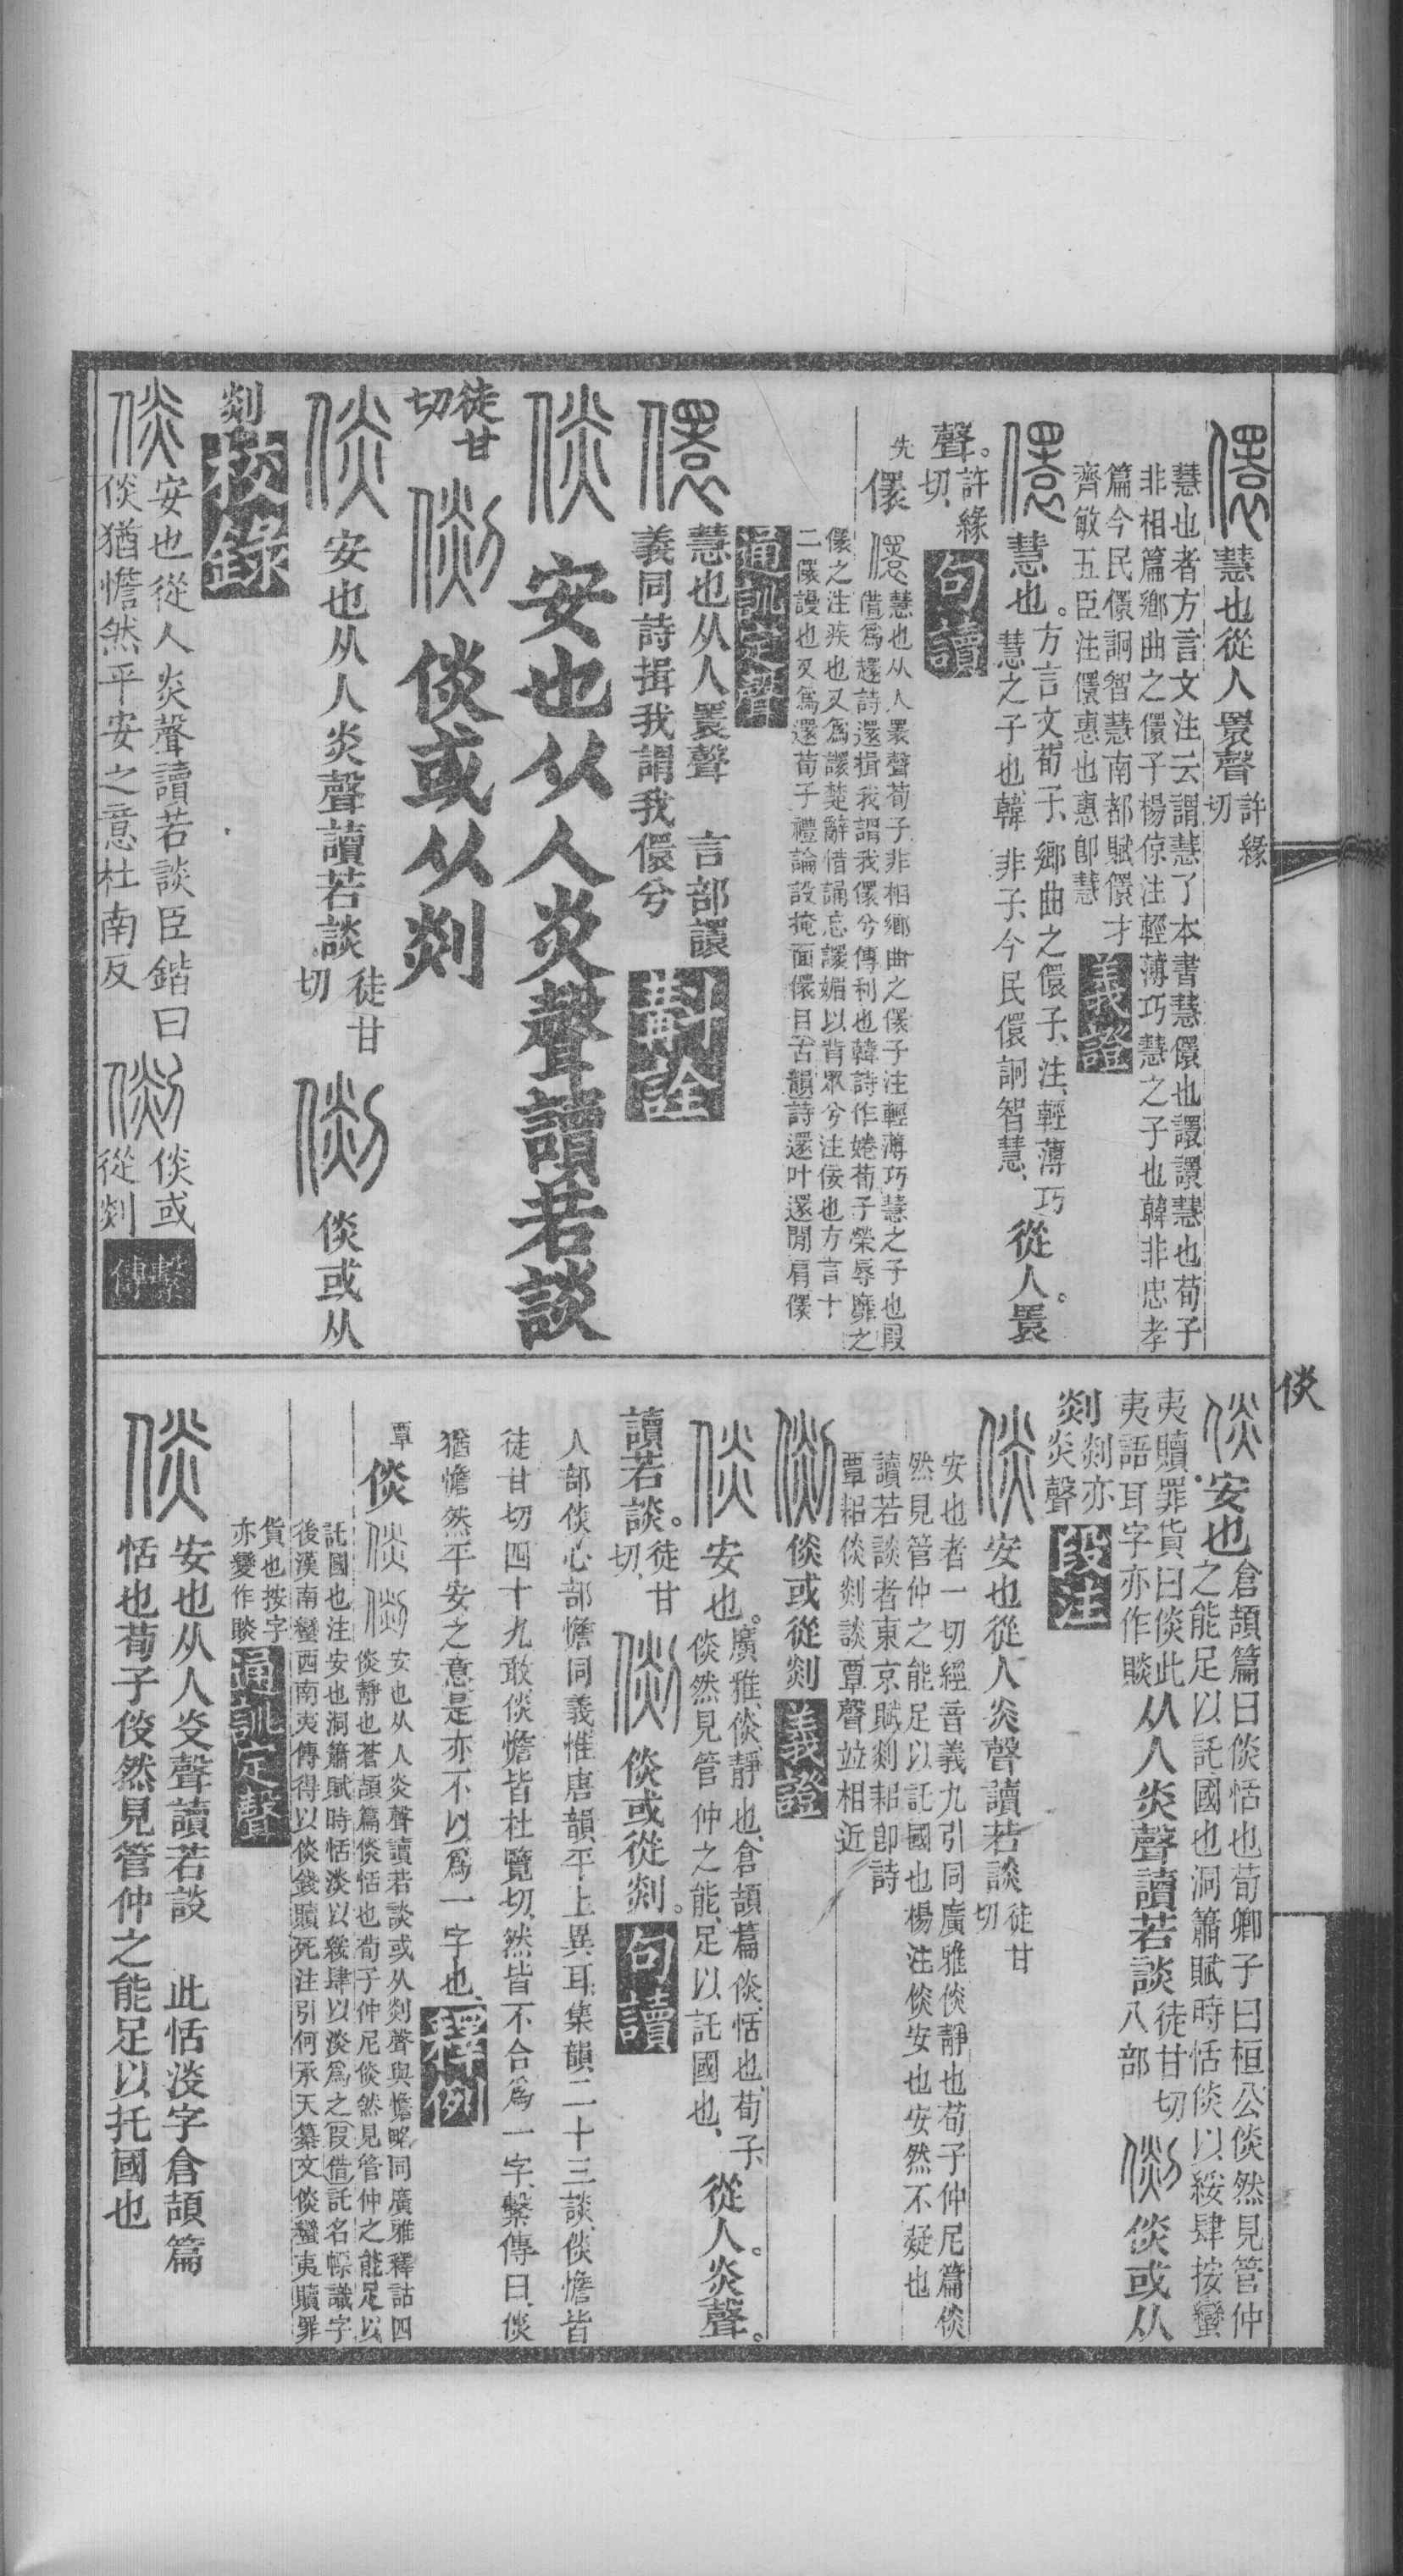 儇慧也從人瞏聲許緣切
慧也者方言文注云謂慧了本書慧儇也譞譞慧也荀子
非相篇鄉曲之儇子楊倞注輕薄巧慧之子也韓非忠孝
篇今民儇詗智慧南都賦儇才
齊敏五臣注儇惠也惠卽慧
義證
儇慧也。方言文荀子、鄉曲之儇子、注、輕薄巧
慧之子也、韓非子、今民儇詗智慧、從人。瞏
聲。許緣切、
句讀
先
儇
儇慧也从人瞏聲荀子非相鄉曲之儇子注輕薄巧慧之子也叚
借爲趧詩還揖我謂我儇兮傳利也韓詩作婘荀子榮辱靡之
儇之注疾也又爲譞楚辭惜誦忘儇媚以背眾兮注佞也方言十
二儇謾也又爲還荀子禮論設掩面儇目古韻詩還叶還閒肩儇
通訓定聲
儇慧也从人瞏聲 言部譞
義同詩揖我謂我儇兮
斠詮
倓安也从人炎聲讀若談
徒甘切 倓或从剡
倓安也从人炎聲讀若談徒甘切 倓或从
剡
校錄
倓安也從人炎聲讀若談臣鍇曰
倓猶憺然平安之意杜南反 倓或
從剡
繫傳
倓
倓安也倉頡篇曰倓恬也荀卿子曰桓公倓然見管仲
之能足以託國也洞簫賦時恬倓以綏肆按蠻
夷贖罪貨曰倓此
夷語耳字亦作賧
从人炎聲讀若談徒甘切八部 倓或从
剡剡亦炎聲
段注
倓安也從人炎聲讀若談徒甘切
安也者一切經音義九引同廣雅倓靜也荀子仲尼篇倓
然見管仲之能足以託國也楊注倓安也安然不疑也
讀若談者東京賦剡耜卽詩
覃耜倓剡談覃聲竝相近
倓或從剡
義證
倓安也。廣雅、倓、靜也、倉頡篇、倓、恬也、荀子、
倓然見管仲之能、足以託國也、從人。炎聲。
讀若談。徒甘切、 倓或從剡。
句讀
人部倓、心部憺、同義、惟唐韻、平上異耳、集韻、二十三談、倓憺皆
徒甘切四十九敢、倓憺皆杜覽切、然皆不合爲一字、繫傳曰、倓
猶憺然平安之意是亦不以爲一字也、
釋例
覃
倓
安也从人炎聲讀若談或从剡聲與憺略同廣雅釋詁四
倓靜也蒼頡篇倓恬也荀子仲尼倓然見管仲之能足以
託國也注安也洞簫賦時恬淡以綏肆以淡爲之叚借託名幖識字
後漢南蠻西南夷傳得以倓錢贖死注引何承天纂文倓蠻夷贖罪
貨也按字
亦變作賧
通訓定聲
倓安也从人炎聲讀若談 此恬淡字倉頡篇
恬也荀子倓然見管仲之能足以托國也